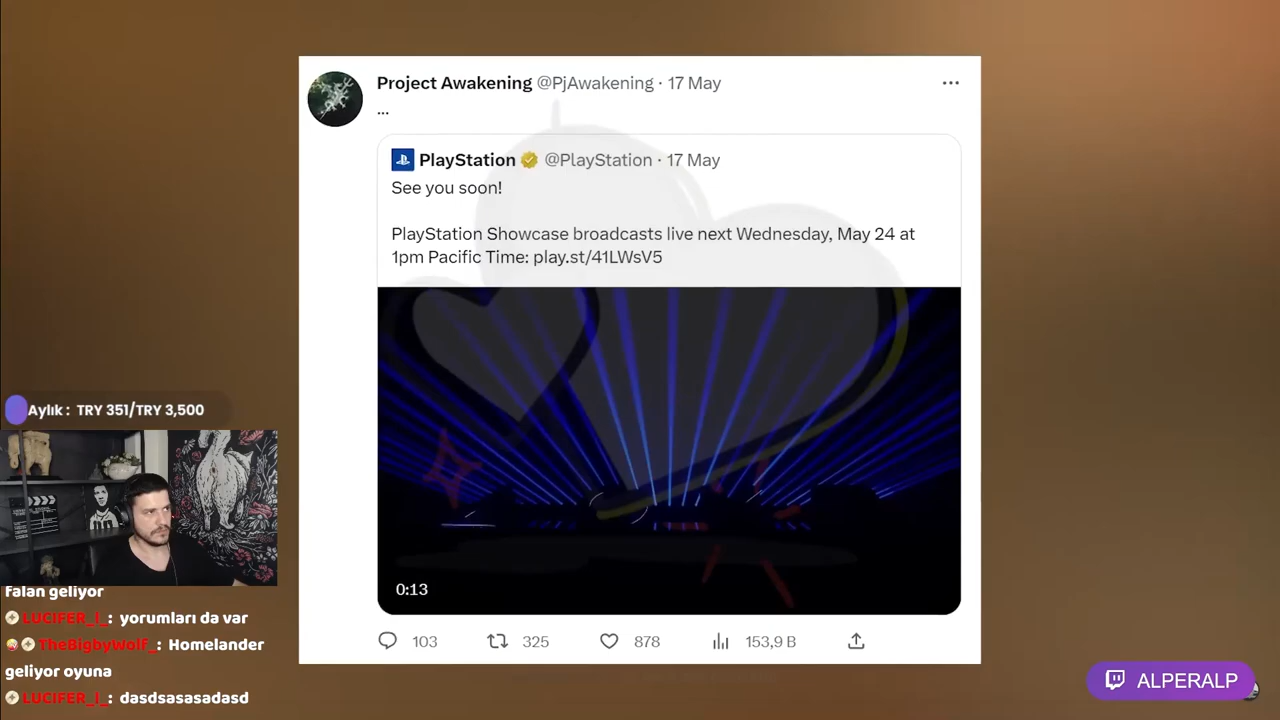 Project Awakening @PjAwakening · 17 May
...
PlayStation @PlayStation · 17 May
See you soon!
PlayStation Showcase broadcasts live next Wednesday, May 24 at
1pm Pacific Time: play.st/41LWsV5
0:13
103 325 878 153,9 B
Aylık : TRY 351/TRY 3,500
falan geliyor
LUCIFER_I_: yorumları da var
TheBigbyWolf_: Homelander
geliyor oyuna
LUCIFER_I_: dasdsasasadasd
ALPERALP